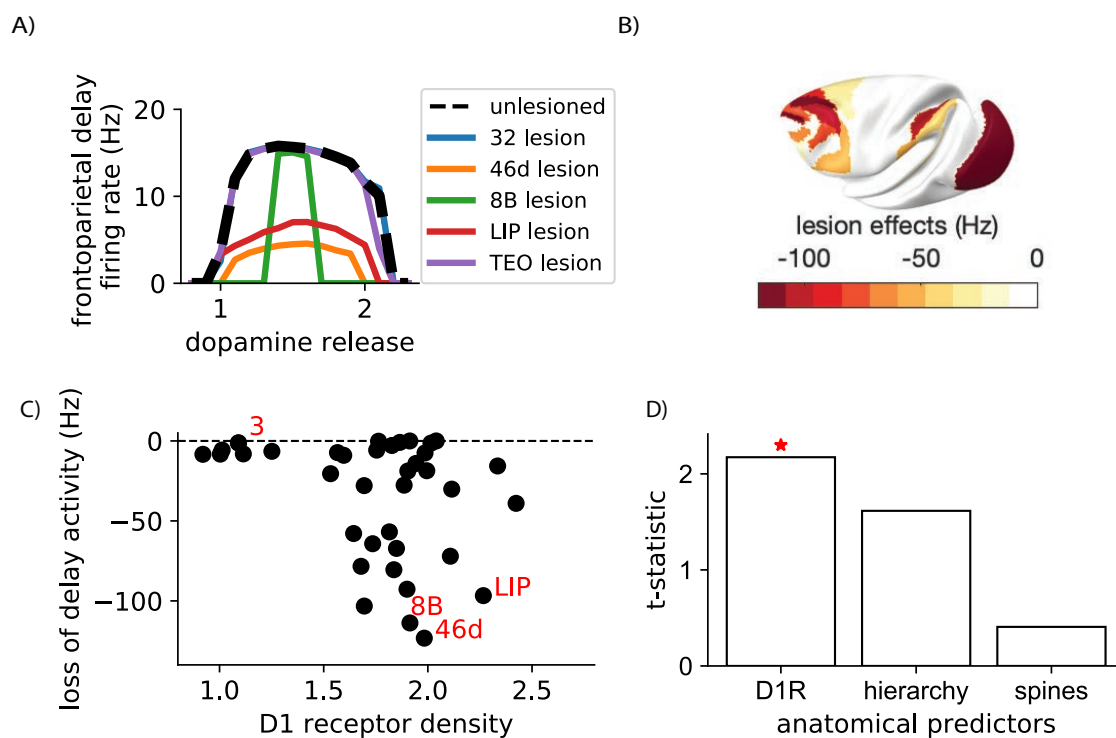 A)
frontoparietal delay
firing rate (Hz)
20
10
0
1
2
dopamine release
unlesioned
32 lesion
46d lesion
8B lesion
LIP lesion
TEO lesion
B)
lesion effects (Hz)
-100
-50
0
C)
loss of delay activity (Hz)
0
−50
−100
3
8B
46d
LIP
1.0
1.5
2.0
2.5
D1 receptor density
D)
t-statistic
2
1
0
D1R
hierarchy
spines
anatomical predictors